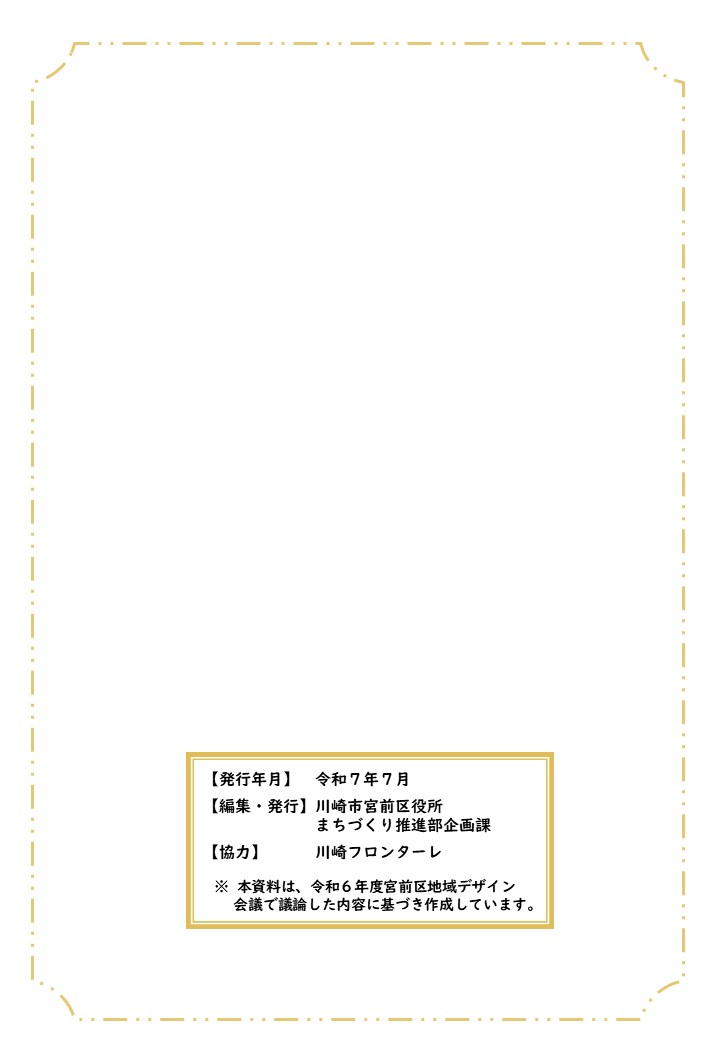 【発行年月】　令和７年７月
【編集・発行】川崎市宮前区役所
まちづくり推進部企画課
【協力】　川崎フロンターレ
※ 本資料は、令和６年度宮前区地域デザイン
会議で議論した内容に基づき作成しています。